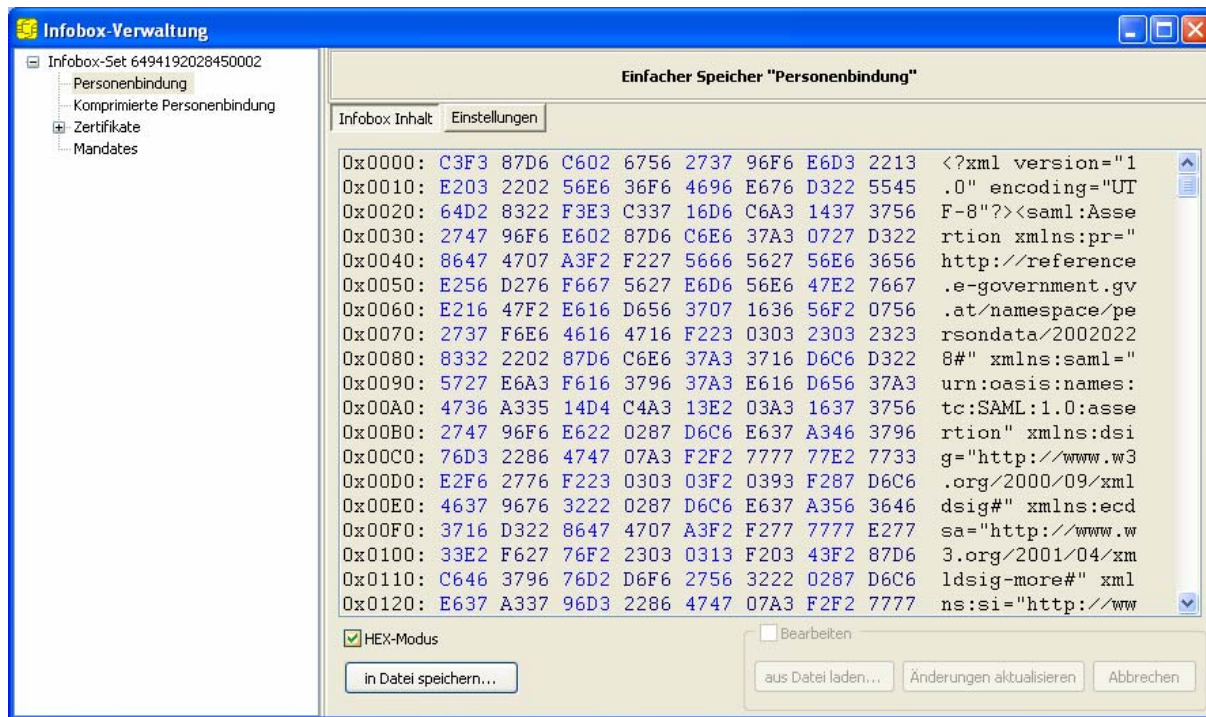 Infobox-Verwaltung
Infobox-Set 6494192028450002
Personenbindung
Komprimierte Personenbindung
Zertifikate
Mandates
Einfacher Speicher "Personenbindung"
Infobox Inhalt Einstellungen
0x0000: C3F3 87D6 C602 6756 2737 96F6 E6D3 2213 <?xml version="1
0x0010: E203 2202 56E6 36F6 4696 E676 D322 5545 .0" encoding="UT
0x0020: 64D2 8322 F3E3 C337 16D6 C6A3 1437 3756 F-8"?><saml:Asse
0x0030: 2747 96F6 E602 87D6 C6E6 37A3 0727 D322 rtion xmlns:pr="
0x0040: 8647 4707 A3F2 F227 5666 5627 56E6 3656 http://reference
0x0050: E256 D276 F667 5627 E6D6 56E6 47E2 7667 .e-government.gv
0x0060: E216 47F2 E616 D656 3707 1636 56F2 0756 .at/namespace/pe
0x0070: 2737 F6E6 4616 4716 F223 0303 2303 2323 rsondata/2002022
0x0080: 8332 2202 87D6 C6E6 37A3 3716 D6C6 D322 8#" xmlns:saml="
0x0090: 5727 E6A3 F616 3796 37A3 E616 D656 37A3 urn:oasis:names:
0x00A0: 4736 A335 14D4 C4A3 13E2 03A3 1637 3756 tc:SAML:1.0:asse
0x00B0: 2747 96F6 E622 0287 D6C6 E637 A346 3796 rtion" xmlns:dsi
0x00C0: 76D3 2286 4747 07A3 F2F2 7777 77E2 7733 g="http://www.w3
0x00D0: E2F6 2776 F223 0303 03F2 0393 F287 D6C6 .org/2000/09/xml
0x00E0: 4637 9676 3222 0287 D6C6 E637 A356 3646 dsig#" xmlns:ecd
0x00F0: 3716 D322 8647 4707 A3F2 F277 7777 E277 sa="http://www.w
0x0100: 33E2 F627 76F2 2303 0313 F203 43F2 87D6 3.org/2001/04/xm
0x0110: C646 3796 76D2 D6F6 2756 3222 0287 D6C6 ldsig-more#" xml
0x0120: E637 A337 96D3 2286 4747 07A3 F2F2 7777 ns:si="http://ww
HEX-Modus
Bearbeiten
in Datei speichern...
aus Datei laden... Änderungen aktualisieren Abbrechen